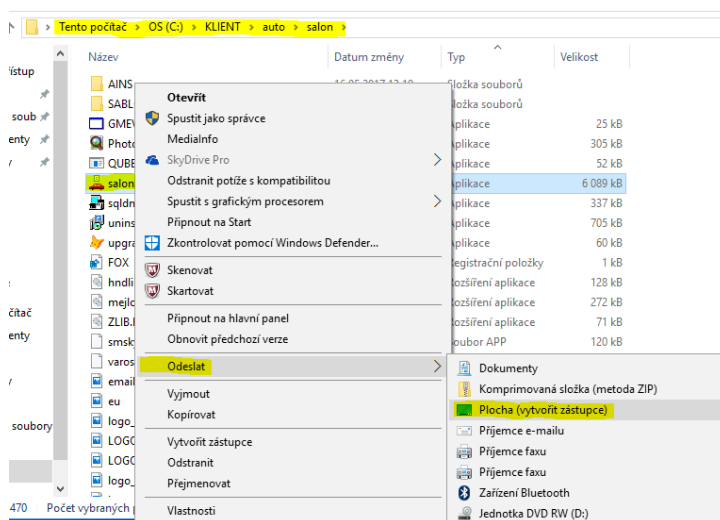 Tento počítač > OS (C:) > KLIENT > auto > salon >
Název Datum změny Typ Velikost
AINS Složka souborů
SABL Složka souborů
GME Aplikace 25 kB
Photo Aplikace 305 kB
QUBE Aplikace 52 kB
salon Aplikace 6 089 kB
sqldn Aplikace 337 kB
unins Aplikace 705 kB
upgra Aplikace 60 kB
FOX Registrační položky 1 kB
hndli Rozšíření aplikace 128 kB
mejlc Rozšíření aplikace 272 kB
ZLIB. Rozšíření aplikace 71 kB
smsk Soubor APP 120 kB
varos
email
eu
logo_
LOGO
LOGO
logo_
ístup
soub
enty
čítač
enty
soubory
470 Počet vybraných
Otevřít
Spustit jako správce
MediaInfo
SkyDrive Pro
Odstranit potíže s kompatibilitou
Spustit s grafickým procesorem
Připnout na Start
Zkontrolovat pomocí Windows Defender...
Skenovat
Skartovat
Připnout na hlavní panel
Obnovit předchozí verze
Odeslat
Vyjmout
Kopírovat
Vytvořit zástupce
Odstranit
Přejmenovat
Vlastnosti
Dokumenty
Komprimovaná složka (metoda ZIP)
Plocha (vytvořit zástupce)
Příjemce e-mailu
Příjemce faxu
Příjemce faxu
Zařízení Bluetooth
Jednotka DVD RW (D:)